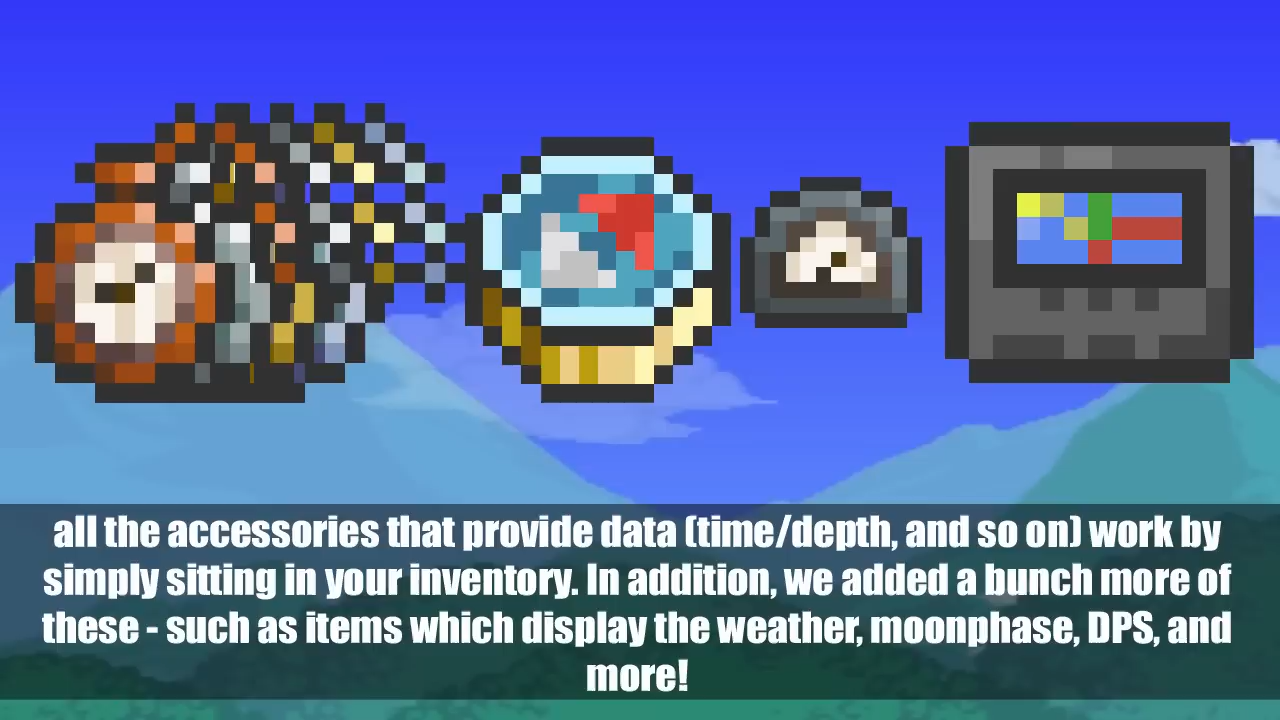 all the accessories that provide data (time/depth, and so on) work by
simply sitting in your inventory. In addition, we added a bunch more of
these - such as items which display the weather, moonphase, DPS, and
more!